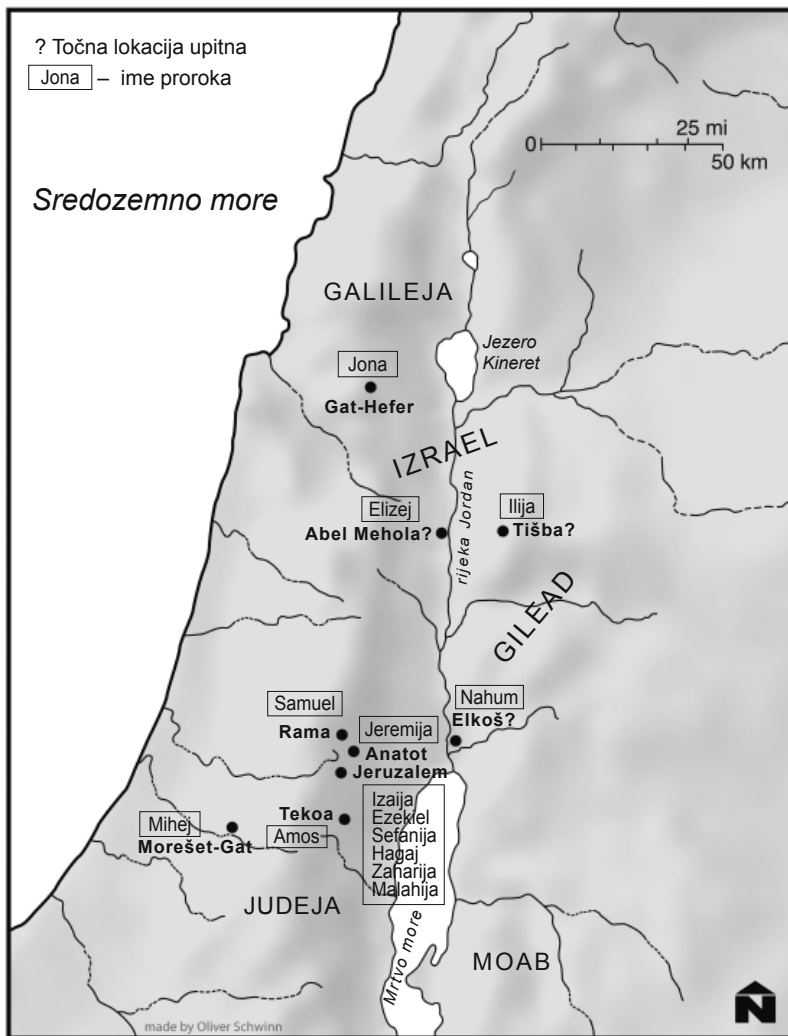 ? Točna lokacija upitna
Jona – ime proroka
25 mi
0
50 km
Sredozemno more
GALILEJA
Jezero
Kineret
Jona
Gat-Hefer
IZRAEL
rijeka Jordan
Elizej
Abel Mehola?
Ilija
Tišba?
GILEAD
Samuel
Rama
Jeremija
Anatot
Nahum
Elkoš?
Jeruzalem
Izaija
Ezekiel
Sefanija
Hagaj
Zaharija
Malahija
Tekoa
Amos
Mihej
Morešet-Gat
JUDEJA
Mrtvo more
MOAB
N
made by Oliver Schwinn